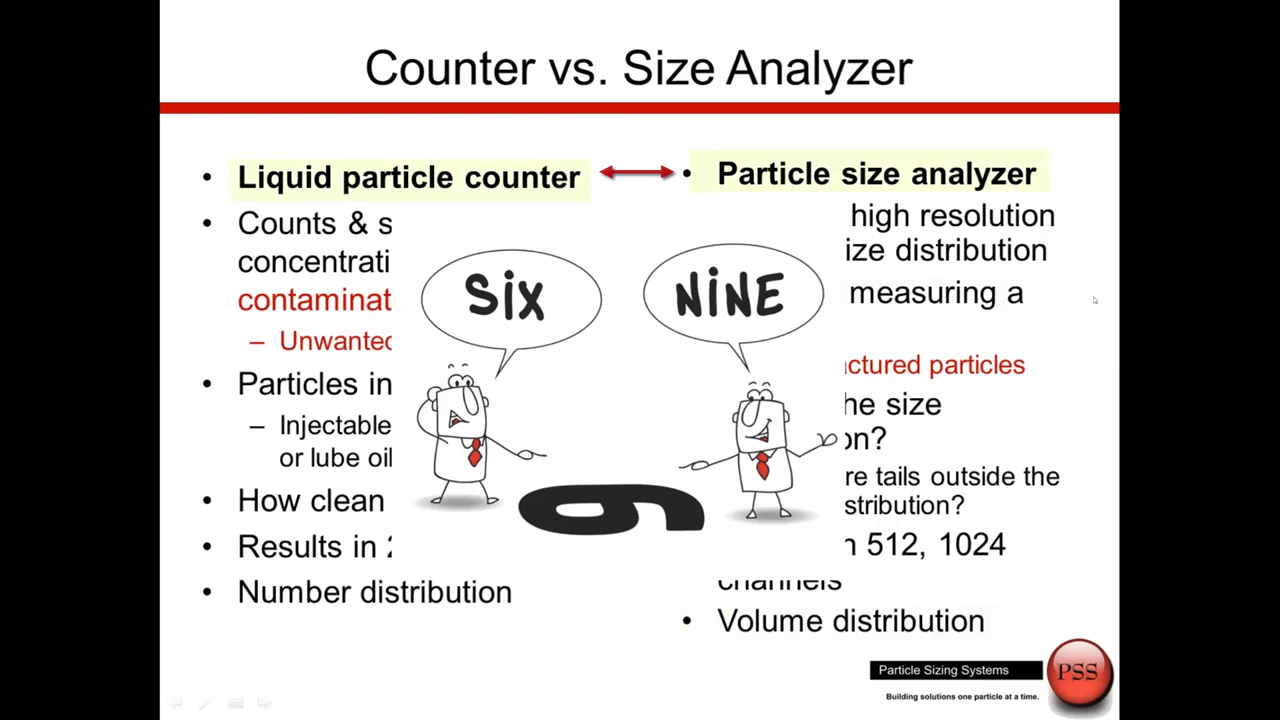 Counter vs. Size Analyzer
• Liquid particle counter
• Counts & s
concentrati
contaminat
– Unwanted
• Particles in
– Injectable
or lube oil
• How clean
• Results in 2
• Number distribution
• Particle size analyzer
high resolution
ize distribution
measuring a
ctured particles
he size
on?
re tails outside the
stribution?
n 512, 1024
channels
• Volume distribution
SiX
NiNE
6
Particle Sizing Systems
PSS
Building solutions one particle at a time.